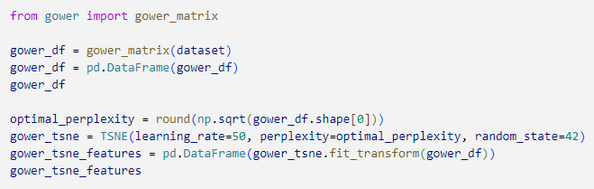 from gower import gower_matrix
gower_df = gower_matrix(dataset)
gower_df = pd.DataFrame(gower_df)
gower_df
optimal_perplexity = round(np.sqrt(gower_df.shape[0]))
gower_tsne = TSNE(learning_rate=50, perplexity=optimal_perplexity, random_state=42)
gower_tsne_features = pd.DataFrame(gower_tsne.fit_transform(gower_df))
gower_tsne_features